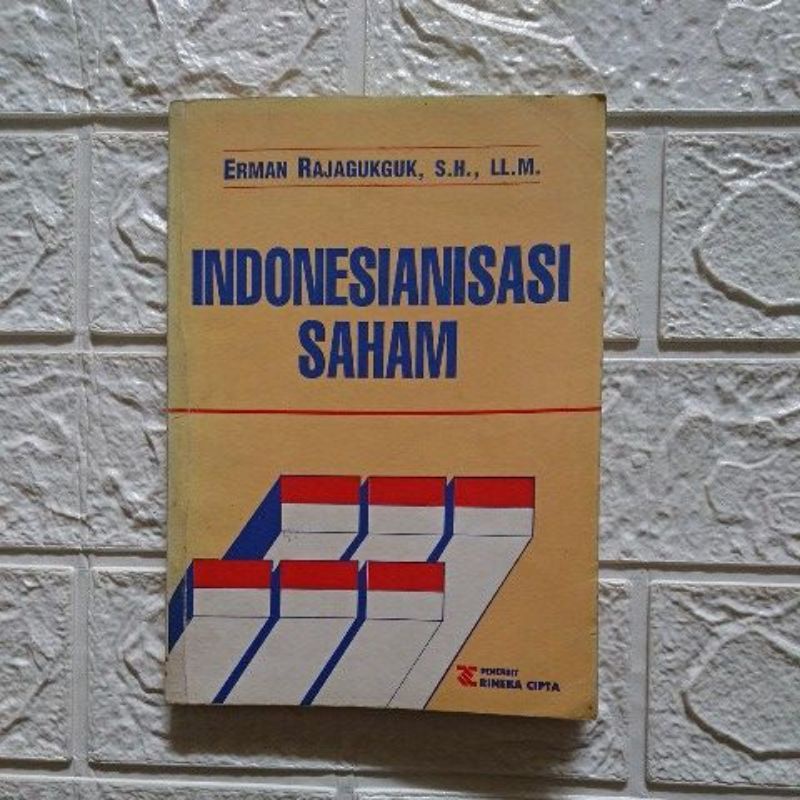 ERMAN RAJAGUKGUK, S.H., LL.M.
INDONESIANISASI
SAHAM
PENERBIT
RINEKA CIPTA